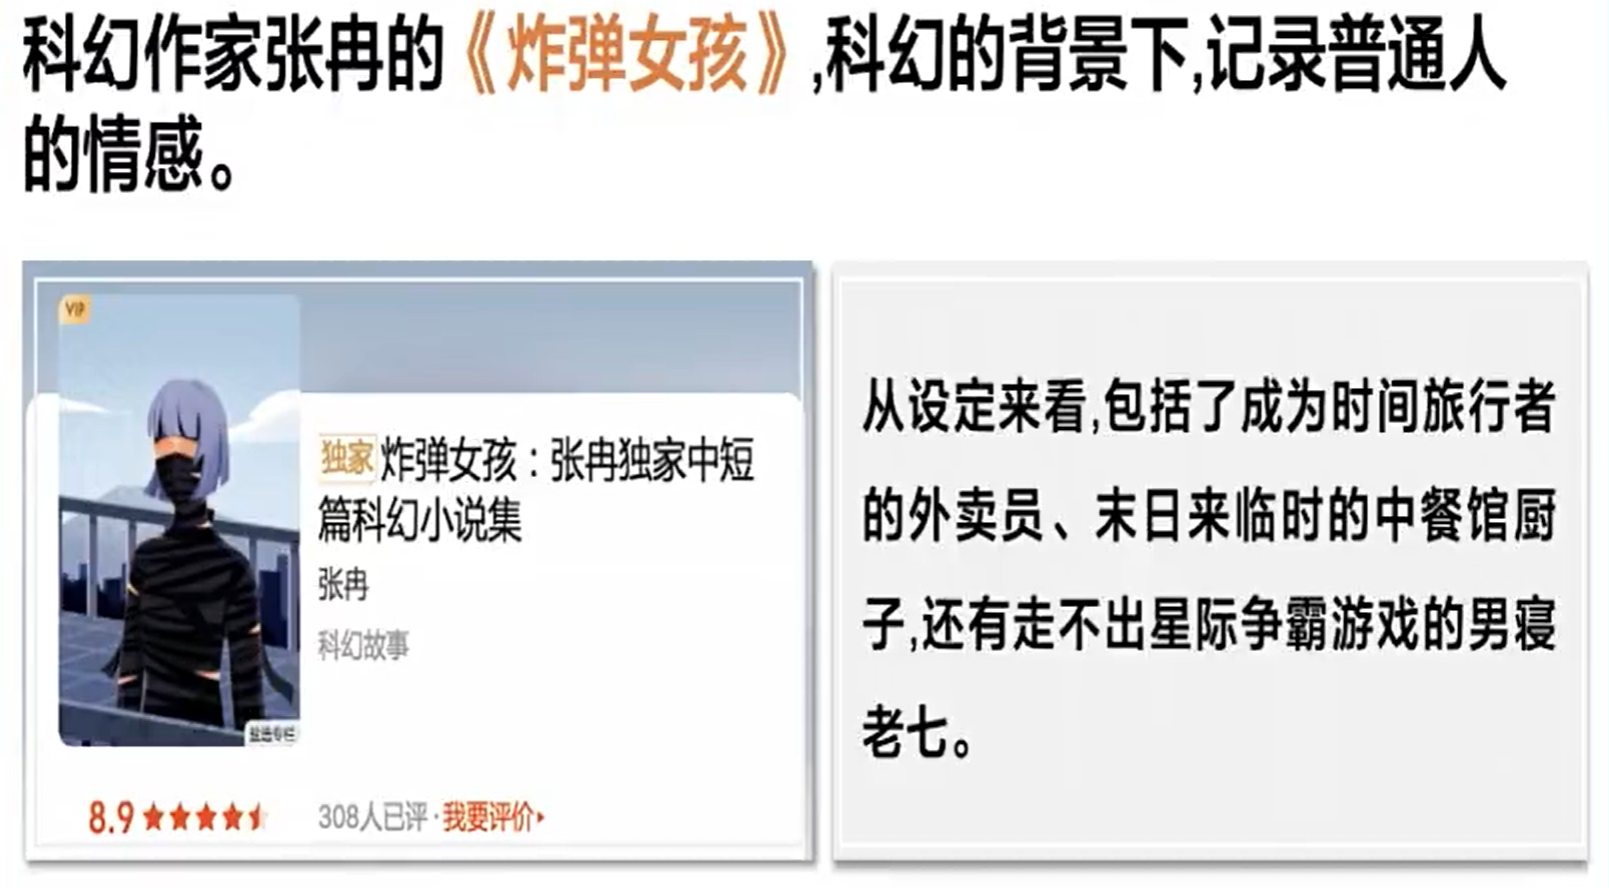 科幻作家张冉的《炸弹女孩》,科幻的背景下,记录普通人
的情感。
VIP
独家 炸弹女孩：张冉独家中短
篇科幻小说集
张冉
科幻故事
盐选专栏
8.9
308人已评·我要评价
从设定来看,包括了成为时间旅行者
的外卖员、末日来临时的中餐馆厨
子,还有走不出星际争霸游戏的男寝
老七。